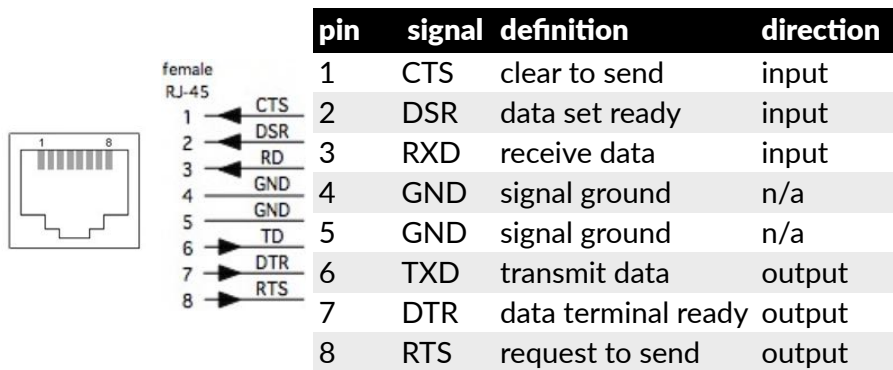 1 8
female
RJ-45
1 CTS
2 DSR
3 RD
4 GND
5 GND
6 TD
7 DTR
8 RTS
pin signal definition direction
1 CTS clear to send input
2 DSR data set ready input
3 RXD receive data input
4 GND signal ground n/a
5 GND signal ground n/a
6 TXD transmit data output
7 DTR data terminal ready output
8 RTS request to send output